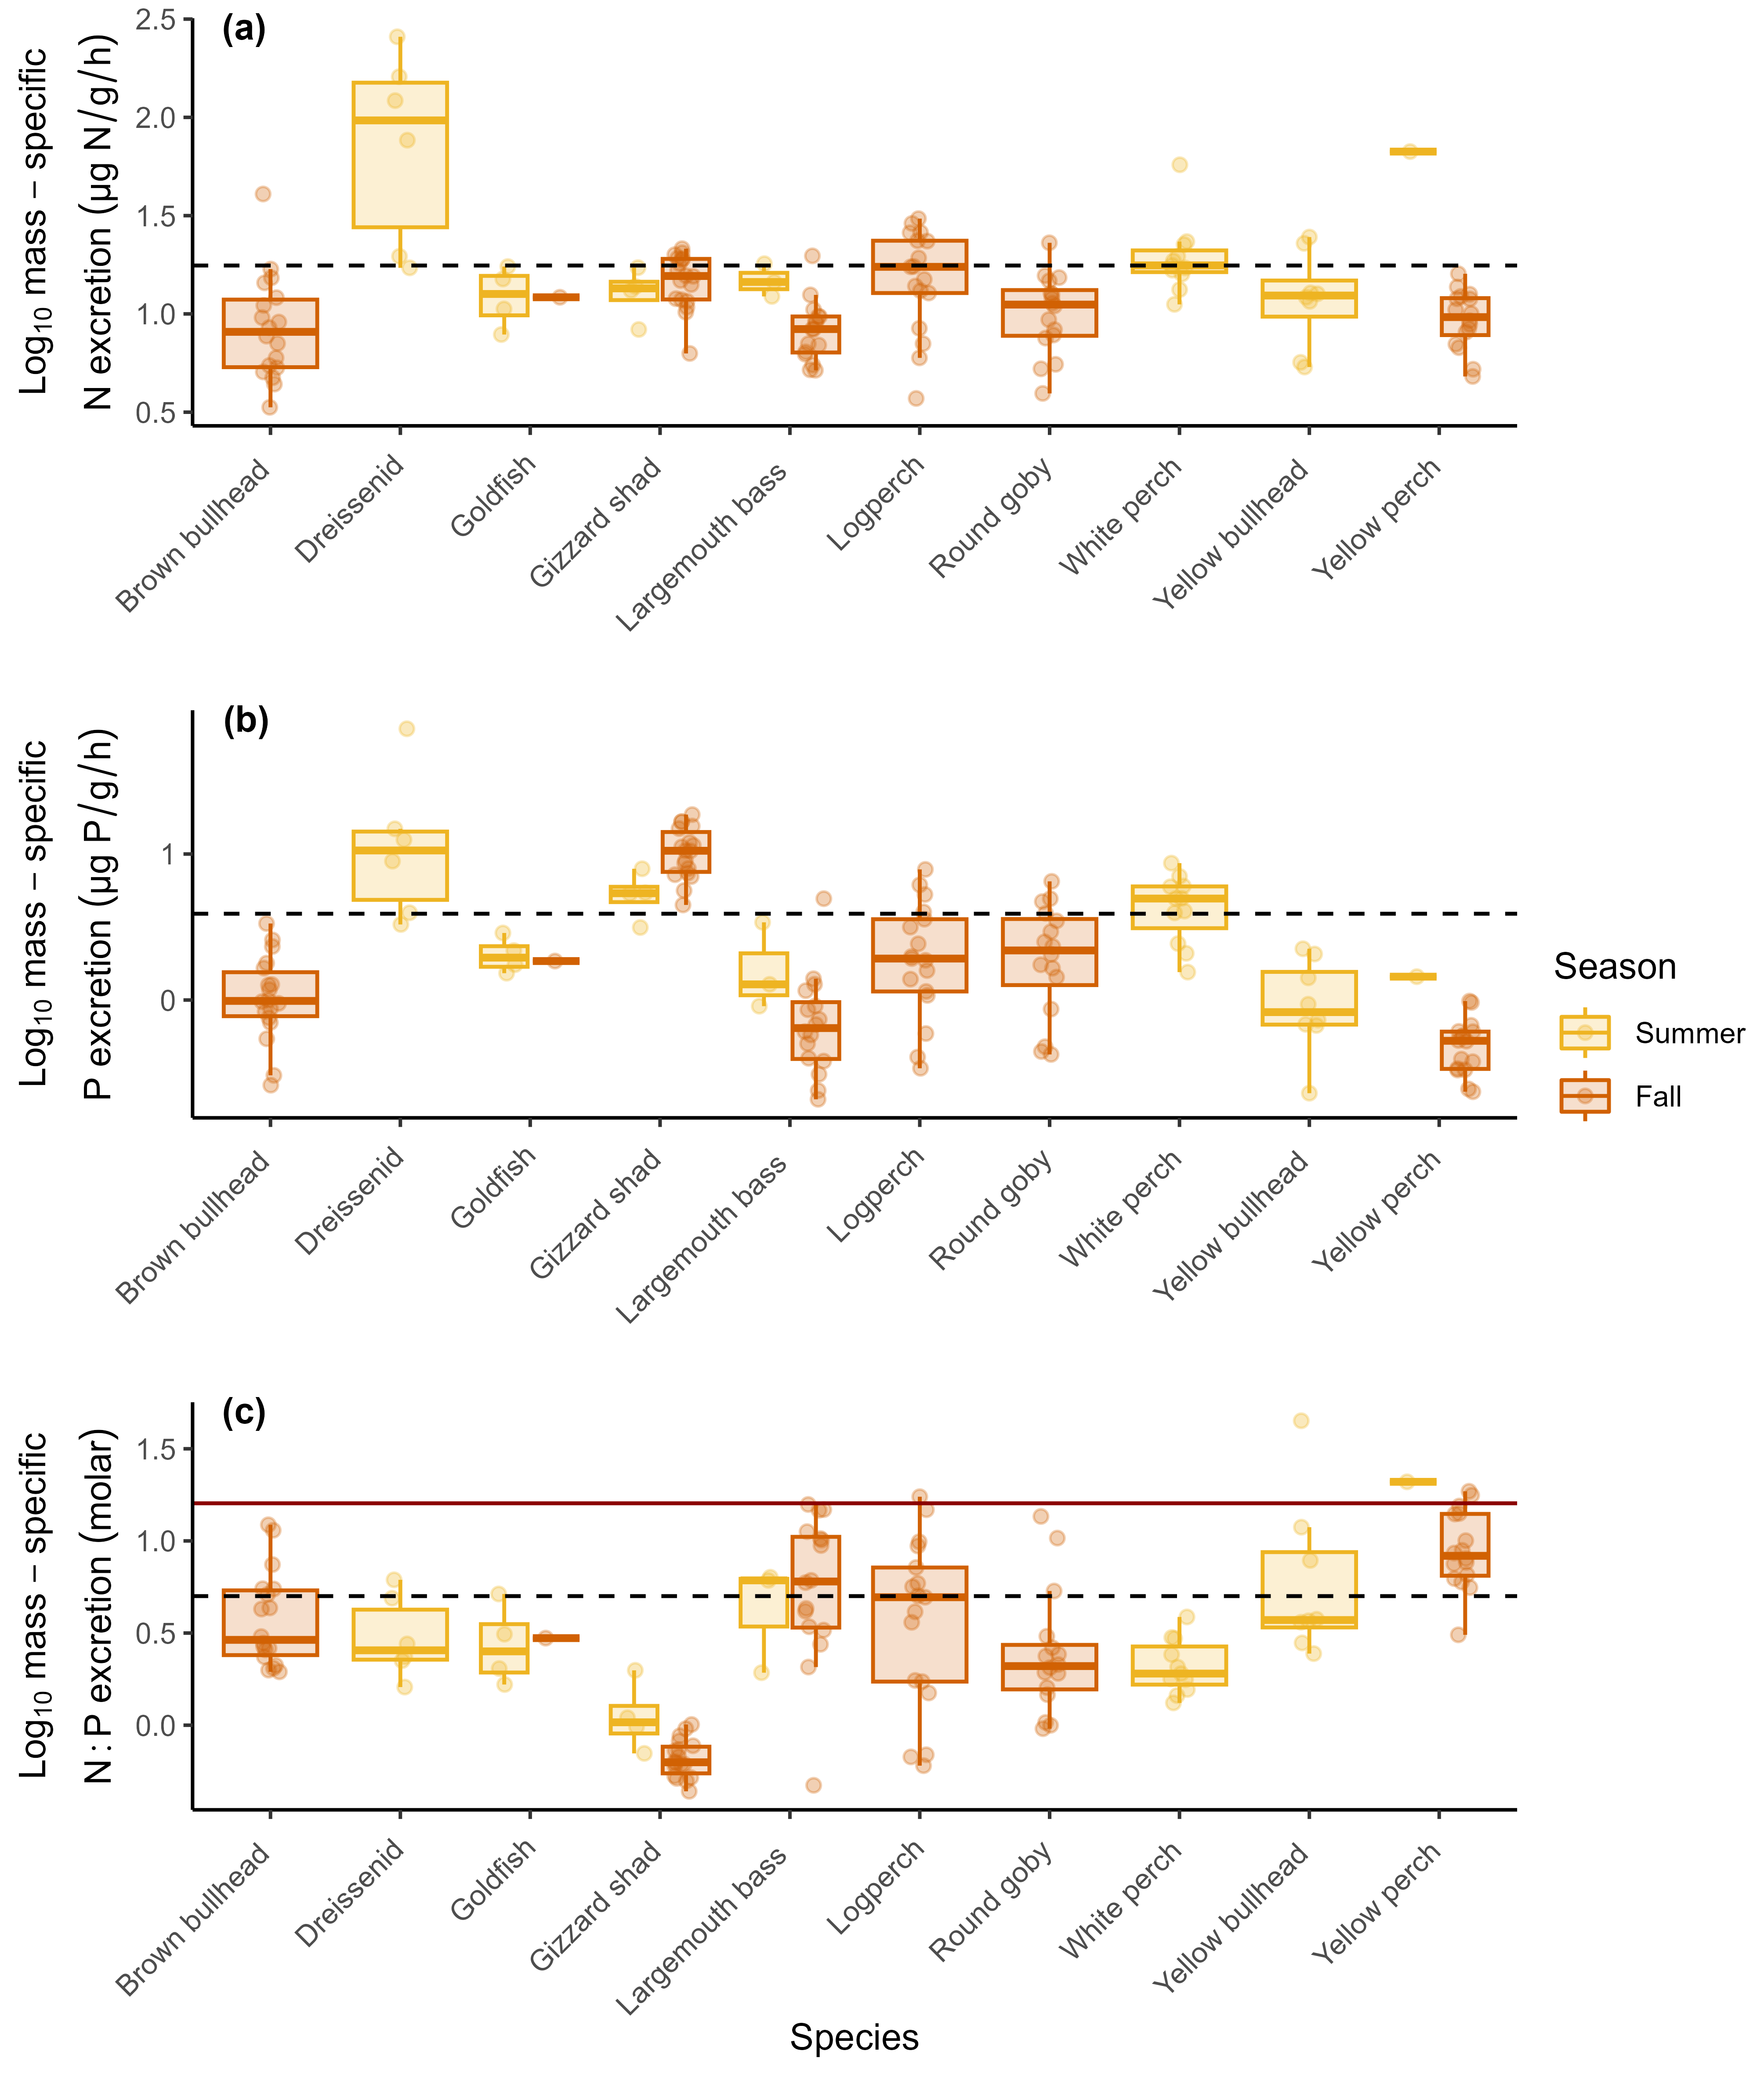 (a)
Log10 mass − specific
N excretion (μg N/g/h)
2.5
2.0
1.5
1.0
0.5
Brown bullhead
Dreissenid
Goldfish
Gizzard shad
Largemouth bass
Logperch
Round goby
White perch
Yellow bullhead
Yellow perch
(b)
Log10 mass − specific
P excretion (μg P/g/h)
1
0
Brown bullhead
Dreissenid
Goldfish
Gizzard shad
Largemouth bass
Logperch
Round goby
White perch
Yellow bullhead
Yellow perch
Season
Summer
Fall
(c)
Log10 mass − specific
N:P excretion (molar)
1.5
1.0
0.5
0.0
Brown bullhead
Dreissenid
Goldfish
Gizzard shad
Largemouth bass
Logperch
Round goby
White perch
Yellow bullhead
Yellow perch
Species